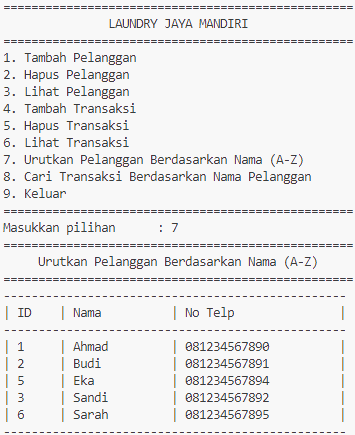 ==================================================
LAUNDRY JAYA MANDIRI
==================================================
1. Tambah Pelanggan
2. Hapus Pelanggan
3. Lihat Pelanggan
4. Tambah Transaksi
5. Hapus Transaksi
6. Lihat Transaksi
7. Urutkan Pelanggan Berdasarkan Nama (A-Z)
8. Cari Transaksi Berdasarkan Nama Pelanggan
9. Keluar
==================================================
Masukkan pilihan      : 7
==================================================
Urutkan Pelanggan Berdasarkan Nama (A-Z)
==================================================
-------------------------------------------------
| ID    | Nama          | No Telp               |
-------------------------------------------------
| 1     | Ahmad         | 081234567890          |
| 2     | Budi          | 081234567891          |
| 5     | Eka           | 081234567894          |
| 3     | Sandi         | 081234567892          |
| 6     | Sarah         | 081234567895          |
-------------------------------------------------